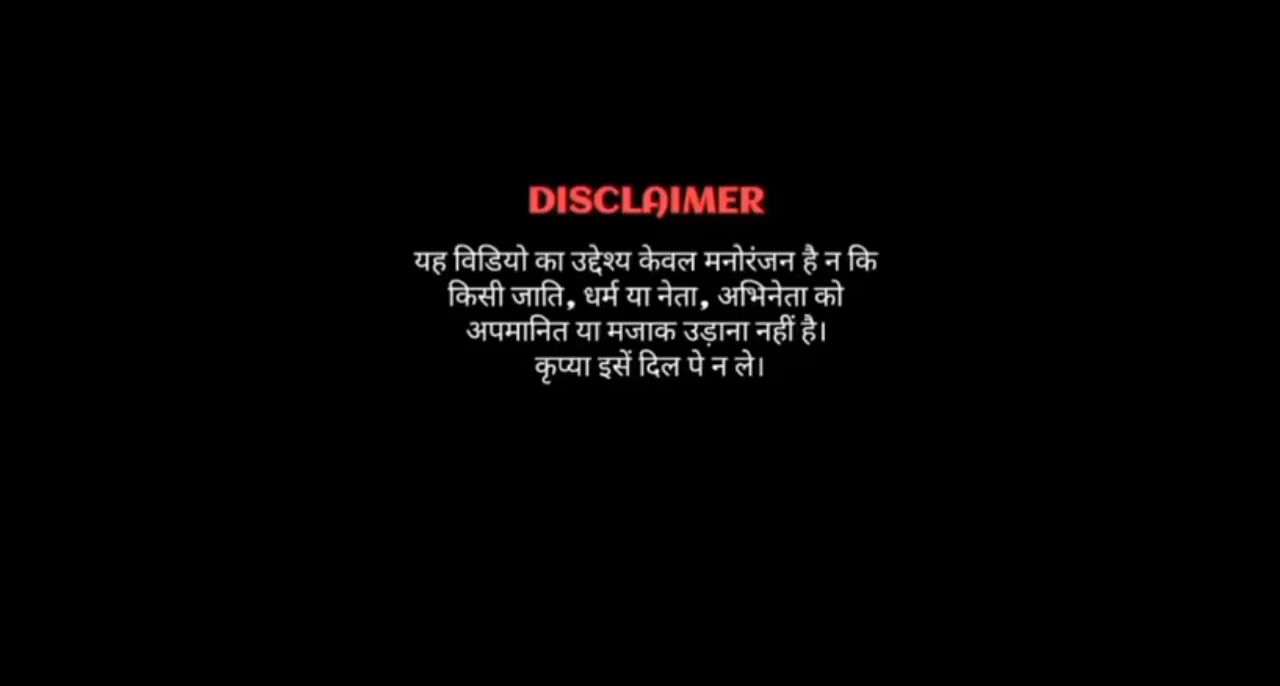 DISCLAIMER
यह विडियो का उद्देश्य केवल मनोरंजन है न कि
किसी जाति, धर्म या नेता, अभिनेता को
अपमानित या मजाक उड़ाना नहीं है।
कृप्या इसें दिल पे न ले।